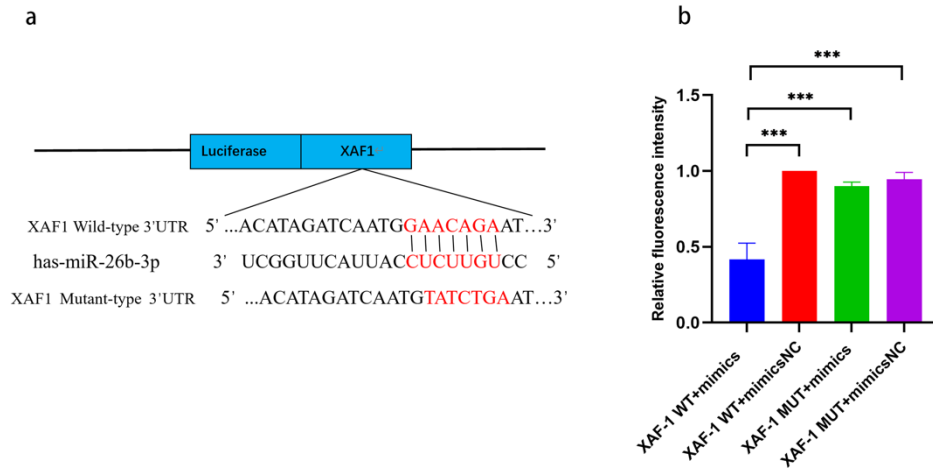 a
Luciferase XAF1
XAF1 Wild-type 3'UTR 5' ...ACATAGATCAATGGAACAGAAT...3'
has-miR-26b-3p 3' UCGGUUCAUUACCUCUUGUCC 5'
XAF1 Mutant-type 3'UTR 5' ...ACATAGATCAATGTATCTGAAT...3'
b
***
***
***
Relative fluorescence intensity
1.5
1.0
0.5
0.0
XAF-1 WT+mimics
XAF-1 WT+mimicsNC
XAF-1 MUT+mimics
XAF-1 MUT+mimicsNC